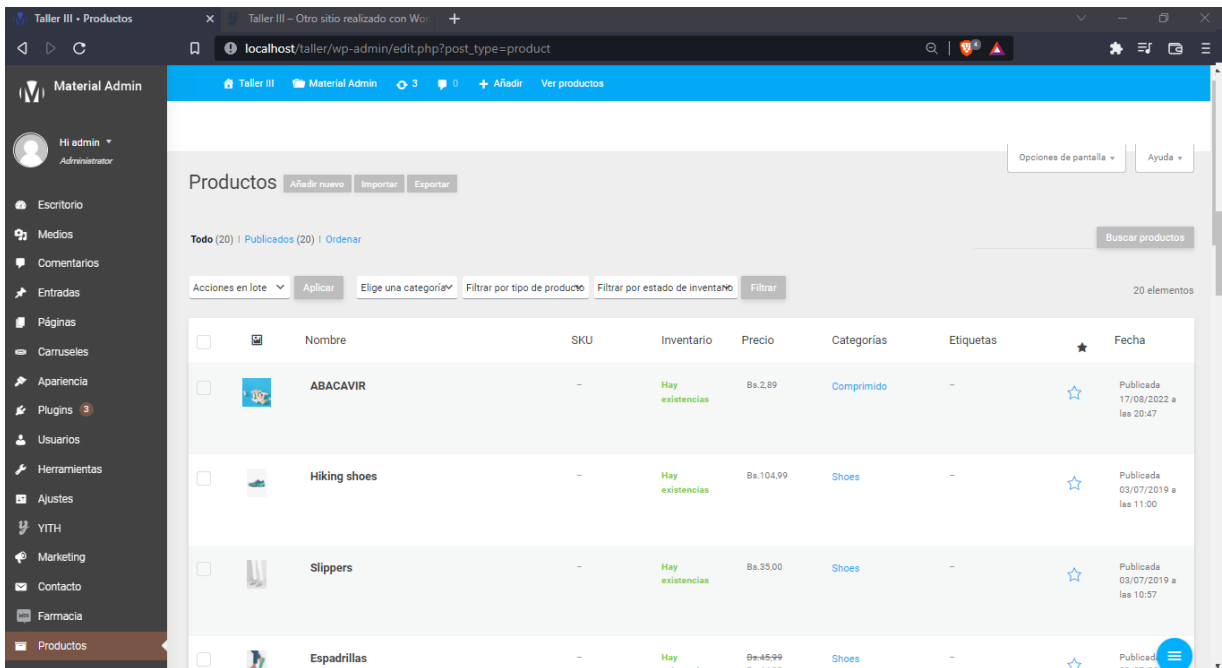 Taller III • Productos
Taller III – Otro sitio realizado con Wor
localhost/taller/wp-admin/edit.php?post_type=product
Material Admin
Taller III Material Admin 3 0 + Añadir Ver productos
Hi admin
Administrator
Opciones de pantalla Ayuda
Productos Añadir nuevo Importar Exportar
Escritorio
Medios
Comentarios
Entradas
Páginas
Carruseles
Apariencia
Plugins 3
Usuarios
Herramientas
Ajustes
YITH
Marketing
Contacto
Farmacia
Productos
Todo (20) | Publicados (20) | Ordenar
Buscar productos
Acciones en lote Aplicar Elige una categoría Filtrar por tipo de producto Filtrar por estado de inventario Filtrar
20 elementos
Nombre SKU Inventario Precio Categorías Etiquetas Fecha
ABACAVIR – Hay existencias Bs.2,89 Comprimido – Publicada
17/08/2022 a
las 20:47
Hiking shoes – Hay existencias Bs.104,99 Shoes – Publicada
03/07/2019 a
las 11:00
Slippers – Hay existencias Bs.35,00 Shoes – Publicada
03/07/2019 a
las 10:57
Espadrillas – Hay Bs.45,99 Shoes –